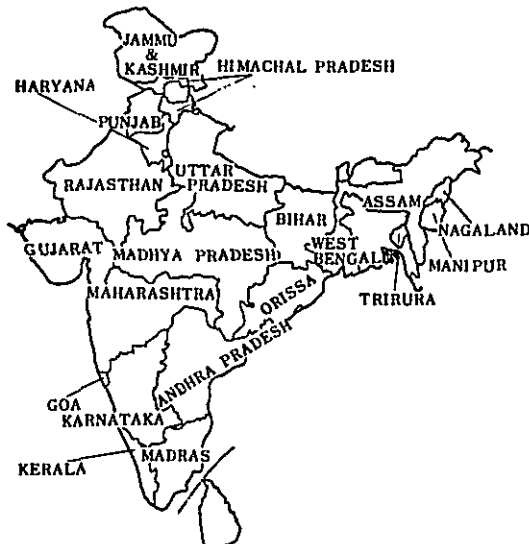 JAMMU
&
KASHMIR
HIMACHAL PRADESH
HARYANA
PUNJAB
UTTAR
PRADESH
RAJASTHAN
ASSAM
BIHAR
NAGALAND
GUJARAT
MADHYA PRADESH
WEST
BENGAL
MANIPUR
MAHARASHTRA
ORISSA
TRIRURA
ANDHRA PRADESH
GOA
KARNATAKA
KERALA
MADRAS